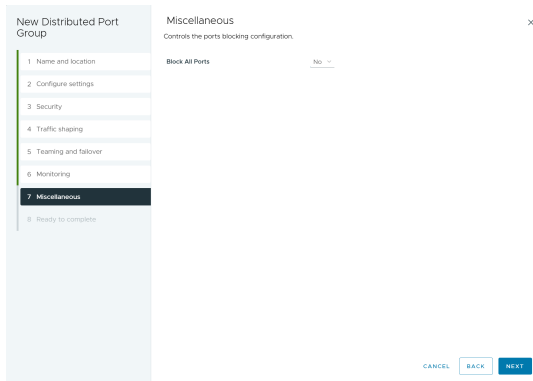 New Distributed Port
Group
1 Name and location
2 Configure settings
3 Security
4 Traffic shaping
5 Teaming and failover
6 Monitoring
7 Miscellaneous
8 Ready to complete
Miscellaneous
Controls the ports blocking configuration.
Block All Ports No
CANCEL BACK NEXT